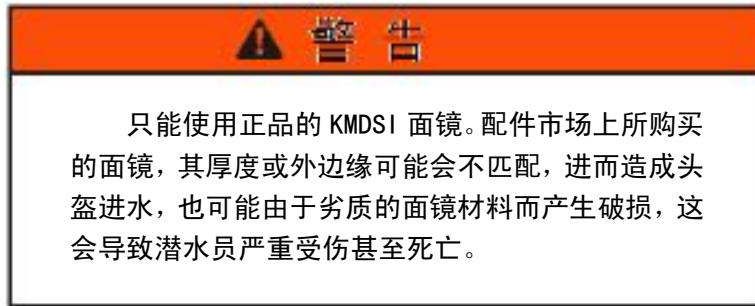 警告
只能使用正品的 KMDSI 面镜。配件市场上所购买
的面镜，其厚度或外边缘可能会不匹配，进而造成头
盔进水，也可能由于劣质的面镜材料而产生破损，这
会导致潜水员严重受伤甚至死亡。